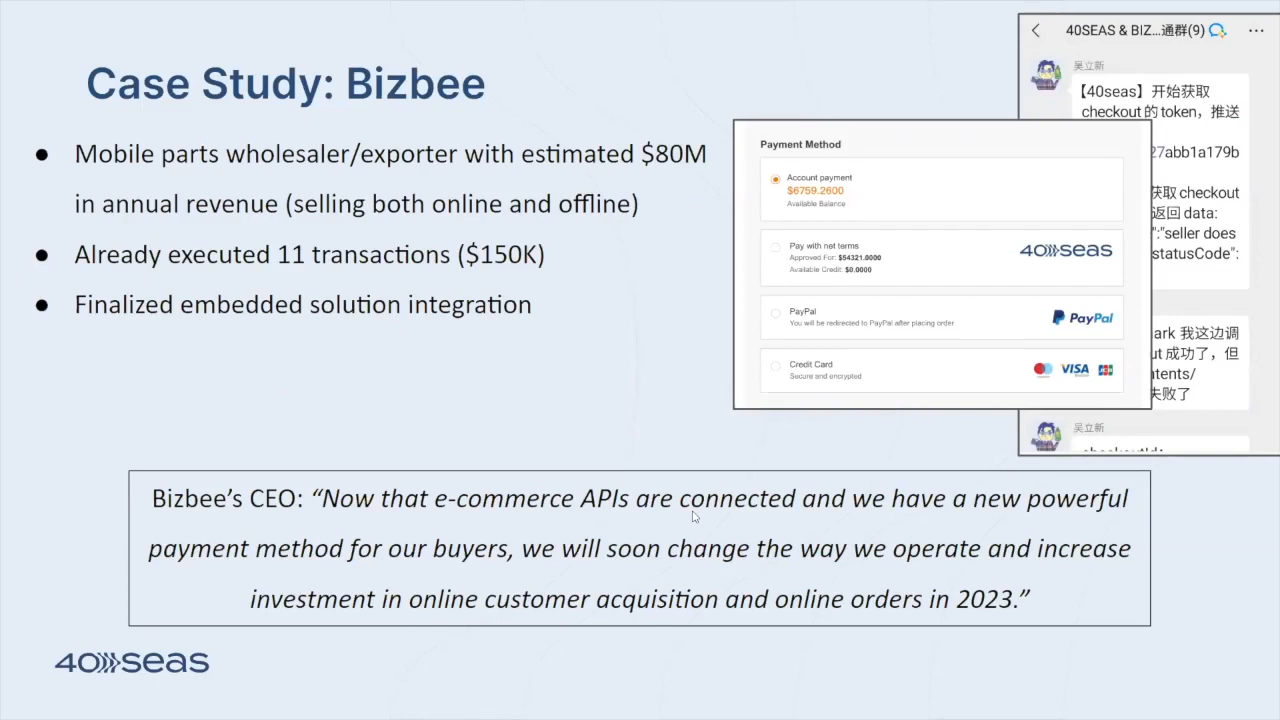 Case Study: Bizbee
● Mobile parts wholesaler/exporter with estimated $80M
in annual revenue (selling both online and offline)
● Already executed 11 transactions ($150K)
● Finalized embedded solution integration
40SEAS & BIZ...通群(9)
吴立新
【40seas】开始获取
checkout 的 token，推送
27abb1a179b
获取 checkout
返回 data:
":"seller does
statusCode":
ark 我这边调
ut 成功了，但
ntents/
失败了
吴立新
Payment Method
Account payment
$6759.2600
Available Balance
Pay with net terms
Approved For: $54321.0000
Available Credit: $0.0000
40SEAS
PayPal
You will be redirected to PayPal after placing order
PayPal
Credit Card
Secure and encrypted
VISA
JCB
Bizbee’s CEO: “Now that e-commerce APIs are connected and we have a new powerful
payment method for our buyers, we will soon change the way we operate and increase
investment in online customer acquisition and online orders in 2023.”
40SEAS